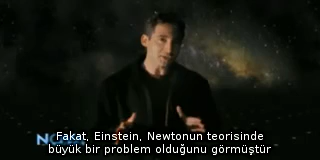 Fakat, Einstein, Newtonun teorisinde
büyük bir problem olduğunu görmüştür